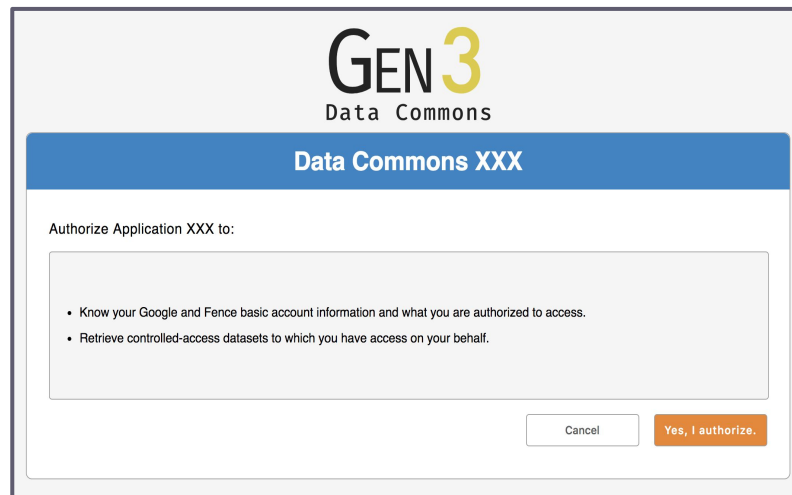 GEN3
Data Commons
Data Commons XXX
Authorize Application XXX to:
• Know your Google and Fence basic account information and what you are authorized to access.
• Retrieve controlled-access datasets to which you have access on your behalf.
Cancel Yes, I authorize.